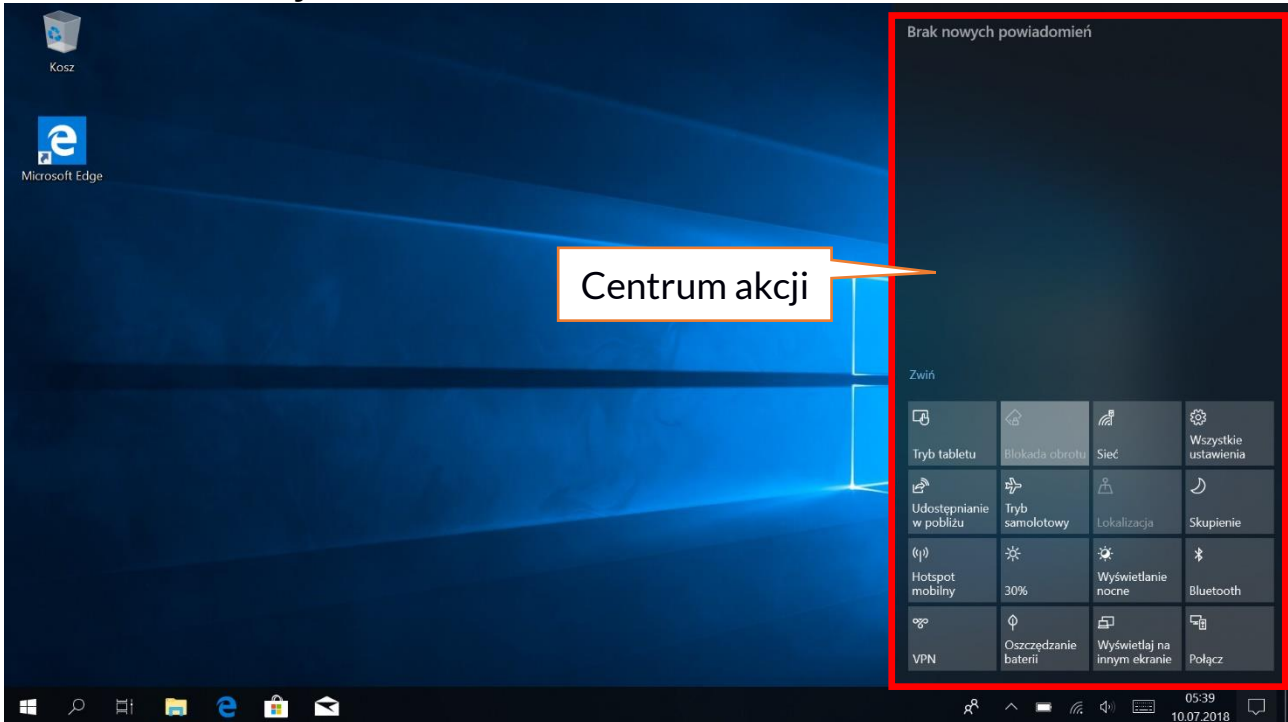 Kosz
Microsoft Edge
Brak nowych powiadomień
Centrum akcji
Zwiń
Tryb tabletu
Blokada obrotu
Sieć
Wszystkie
ustawienia
Udostępnianie
w pobliżu
Tryb
samolotowy
Lokalizacja
Skupienie
Hotspot
mobilny
30%
Wyświetlanie
nocne
Bluetooth
VPN
Oszczędzanie
baterii
Wyświetlaj na
innym ekranie
Połącz
05:39
10.07.2018